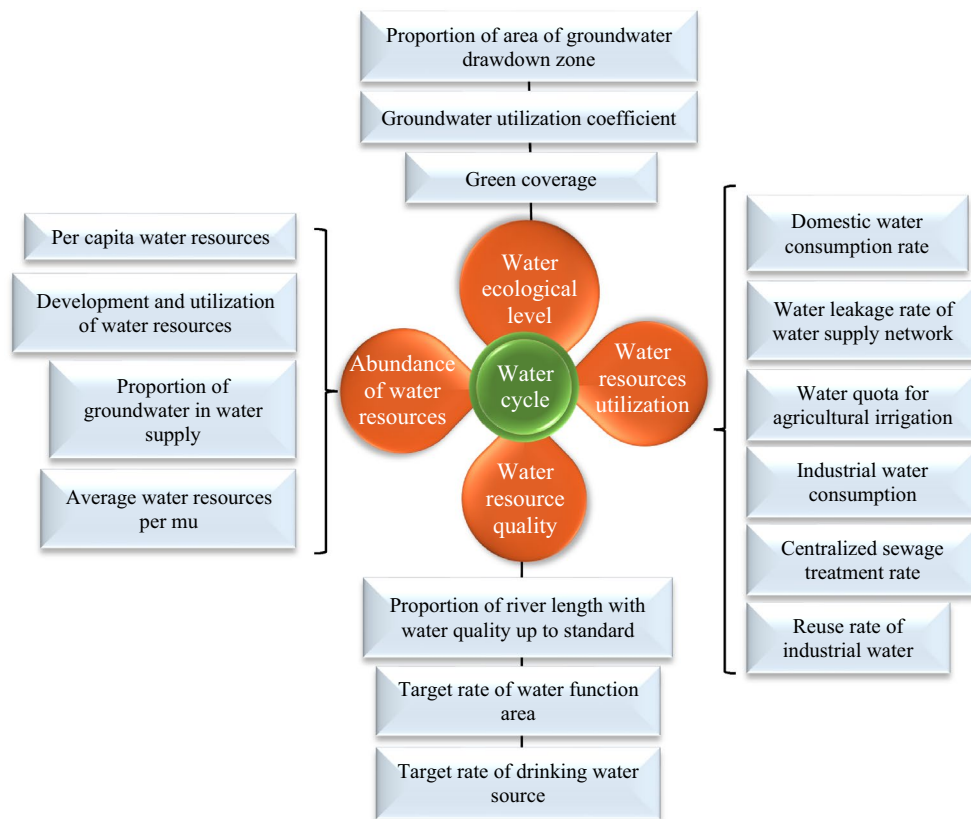 Proportion of area of groundwater
drawdown zone
Groundwater utilization coefficient
Green coverage
Per capita water resources
Development and utilization
of water resources
Proportion of
groundwater in water
supply
Average water resources
per mu
Water
ecological
level
Abundance
of water
resources
Water
cycle
Water
resources
utilization
Water
resource
quality
Domestic water
consumption rate
Water leakage rate of
water supply network
Water quota for
agricultural irrigation
Industrial water
consumption
Centralized sewage
treatment rate
Reuse rate of
industrial water
Proportion of river length with
water quality up to standard
Target rate of water function
area
Target rate of drinking water
source